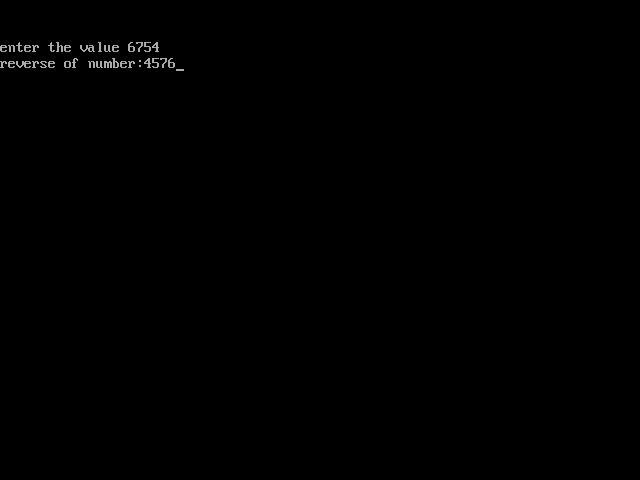 enter the value 6754
reverse of number:4576_